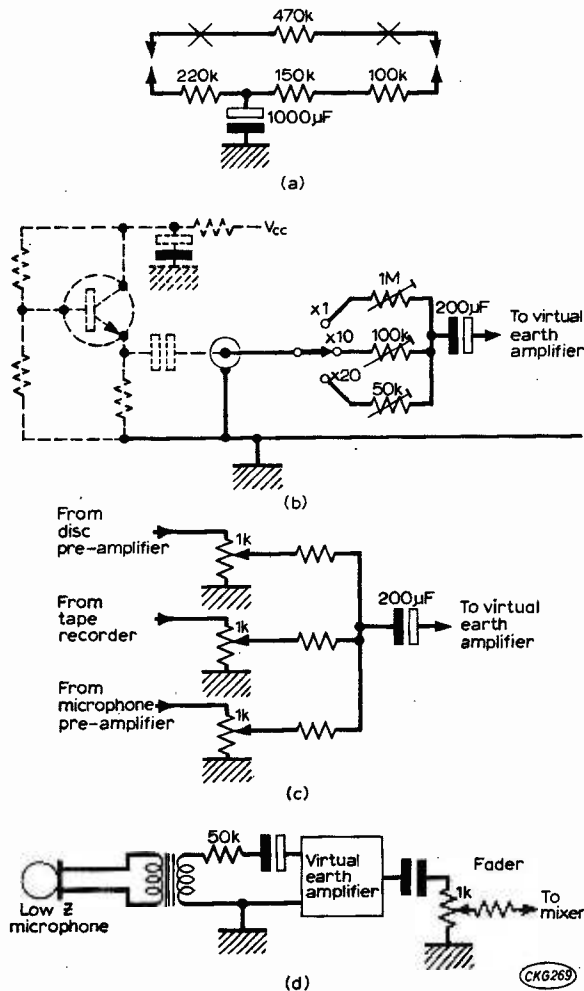 470k
220k
150k
100k
1000µF
(a)
Vcc
1M
x1
200µF
x10
To virtual
earth
amplifier
100k
x20
50k
(b)
From
disc
pre-amplifier
1k
From
tape
recorder
1k
200µF
To virtual
earth
amplifier
From
microphone
pre-amplifier
1k
(c)
50k
Virtual
earth
amplifier
Fader
1k
To
mixer
Low Z
microphone
(d)
CKG269